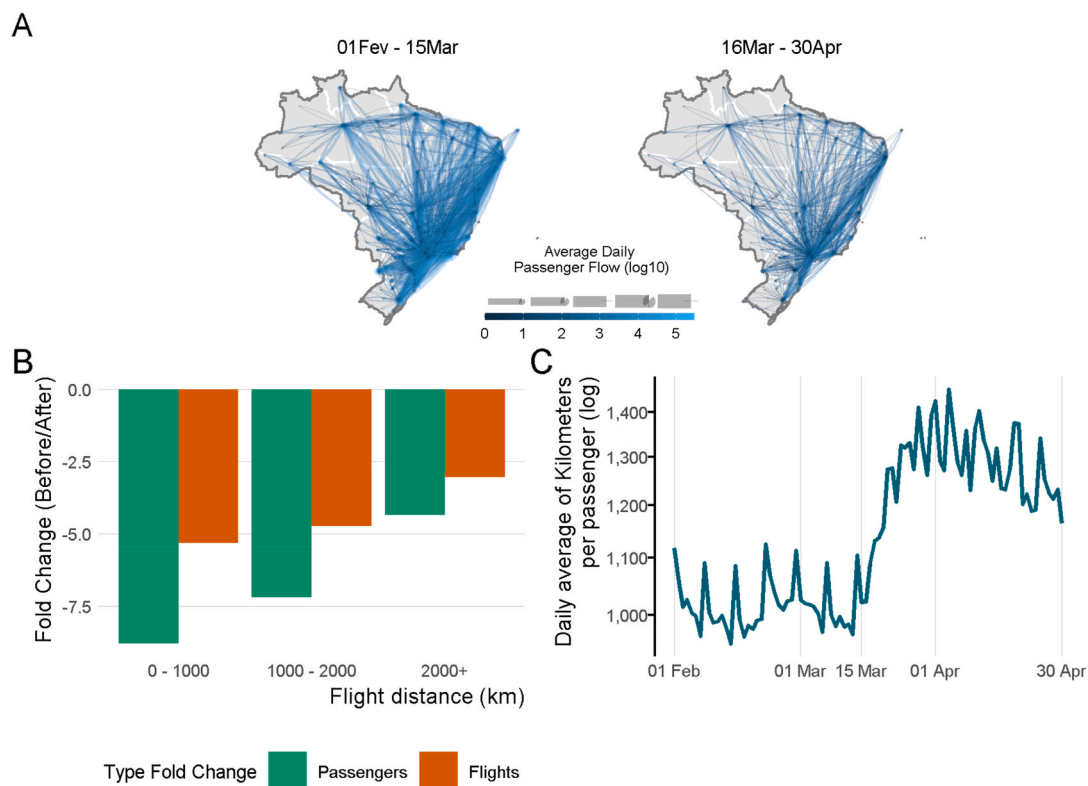 A
01Fev - 15Mar
16Mar - 30Apr
Average Daily
Passenger Flow (log10)
0 1 2 3 4 5
B
Fold Change (Before/After)
0.0
-2.5
-5.0
-7.5
0 - 1000 1000 - 2000 2000+
Flight distance (km)
C
Daily average of Kilometers
per passenger (log)
1,400
1,300
1,200
1,100
1,000
01 Feb 01 Mar 15 Mar 01 Apr 30 Apr
Type Fold Change Passengers Flights